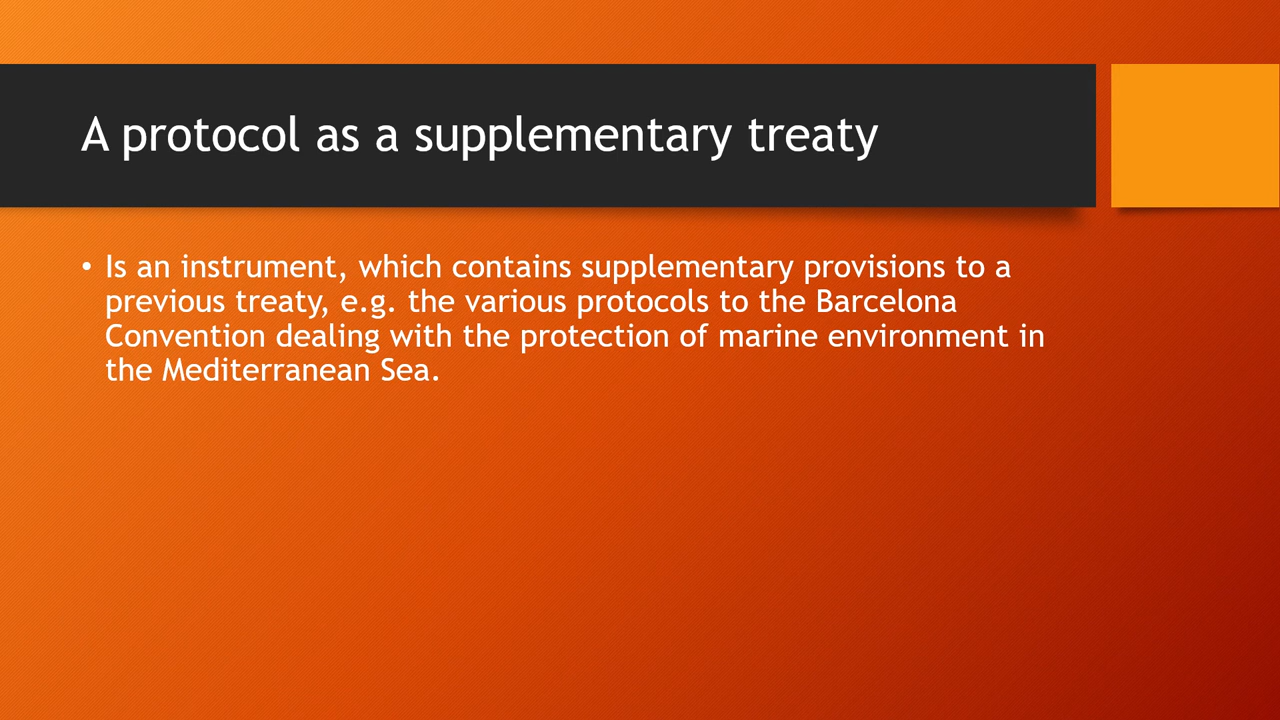 A protocol as a supplementary treaty
• Is an instrument, which contains supplementary provisions to a
previous treaty, e.g. the various protocols to the Barcelona
Convention dealing with the protection of marine environment in
the Mediterranean Sea.